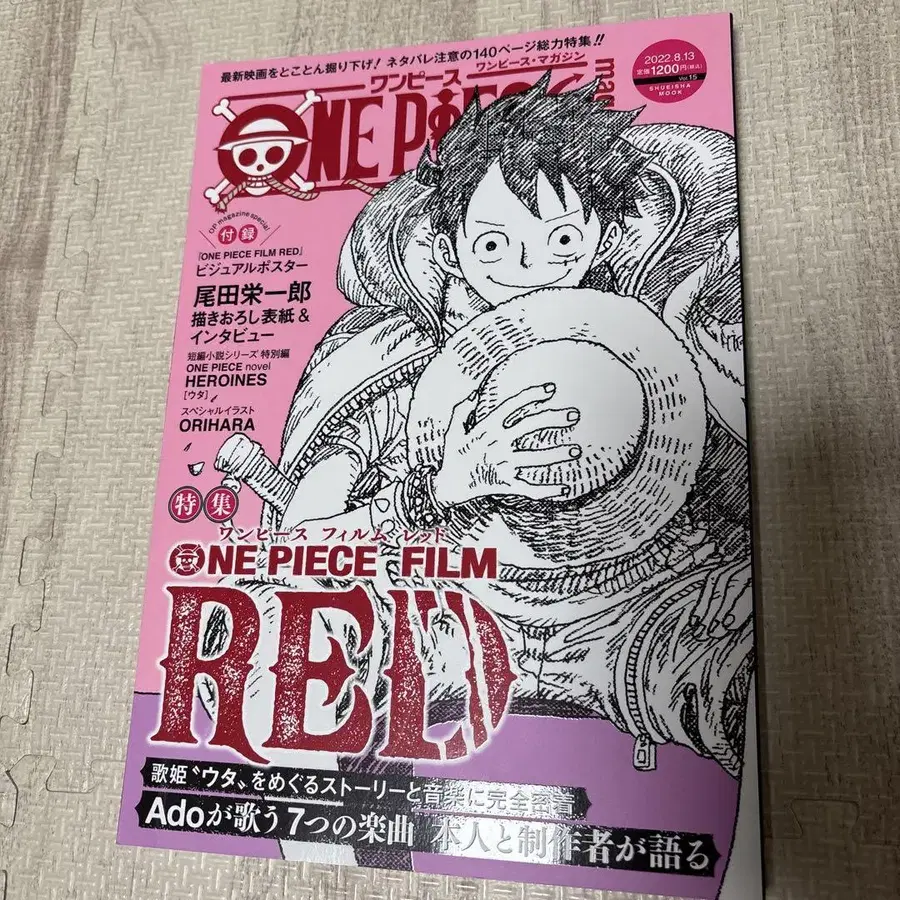 最新映画をとことん掘り下げ! ネタバレ注意の140ページ総力特集!!
ワンピース
ワンピース・マガジン
ONE PIECE
mag
2022.8.13
定価1200円(税込)
Vol.15
SHUEISHA
MOOK
OP magazine special
付録
『ONE PIECE FILM RED』
ビジュアルポスター
尾田栄一郎
描きおろし表紙&
インタビュー
短編小説シリーズ 特別編
ONE PIECE novel
HEROINES
[ウタ]
スペシャルイラスト
ORIHARA
特集
ワンピース フィルム レッド
ONE PIECE FILM
RED
歌姫〝ウタ〟をめぐるストーリーと音楽に完全密着
Adoが歌う7つの楽曲 本人と制作者が語る